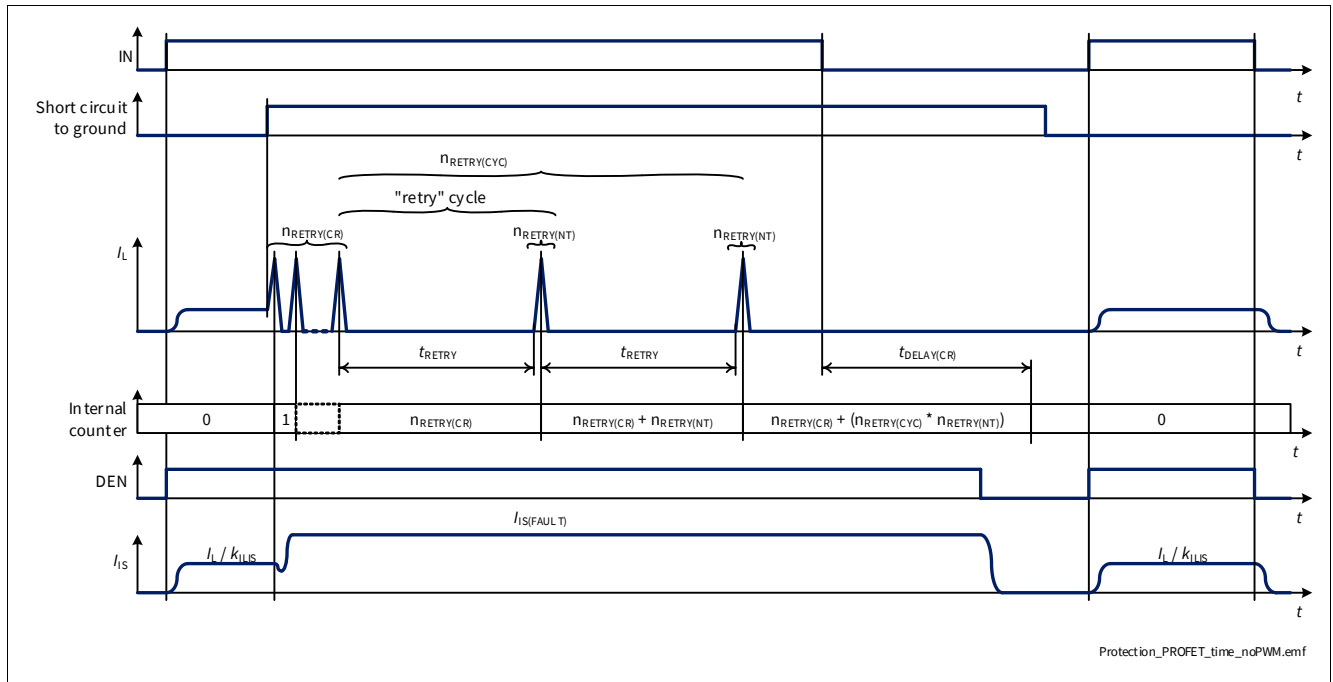 IN
t
Short circuit
to ground
t
nRETRY(CYC)
"retry" cycle
nRETRY(CR)
nRETRY(NT)
nRETRY(NT)
IL
t
tRETRY
tRETRY
tDELAY(CR)
Internal
counter
0
1
nRETRY(CR)
nRETRY(CR) + nRETRY(NT)
nRETRY(CR) + (nRETRY(CYC) * nRETRY(NT))
0
t
DEN
t
IIS(FAULT)
IIS
IL / kILIS
IL / kILIS
t
Protection_PROFET_time_noPWM.emf